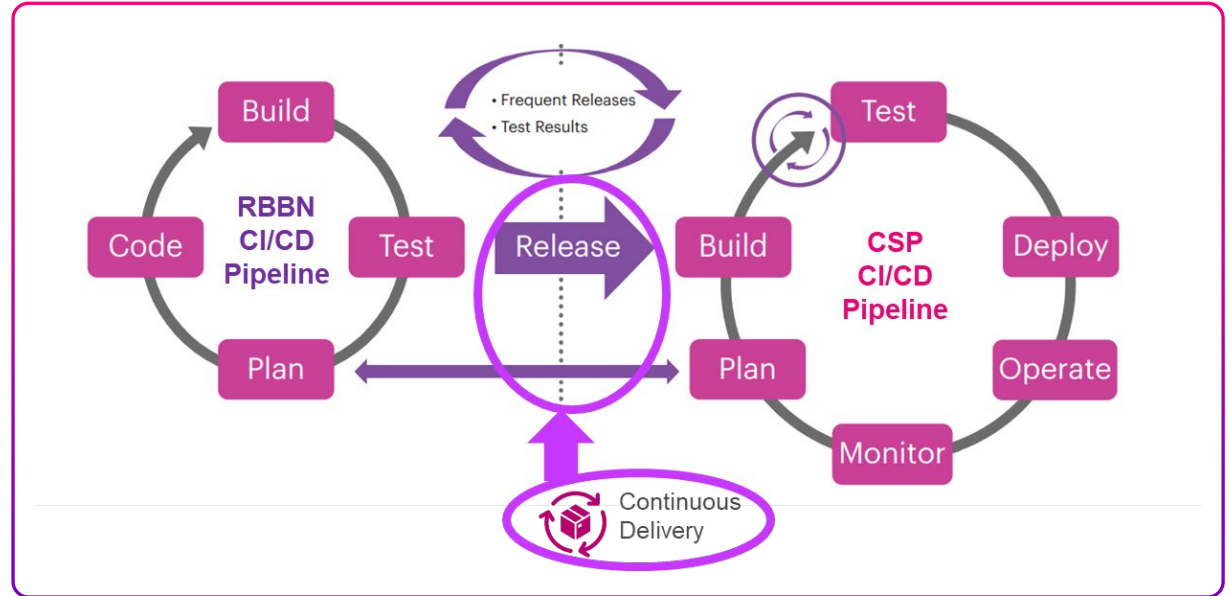 Build
Code
RBBN
CI/CD
Pipeline
Test
Plan
• Frequent Releases
• Test Results
Release
Test
Build
CSP
CI/CD
Pipeline
Deploy
Plan
Operate
Monitor
Continuous
Delivery